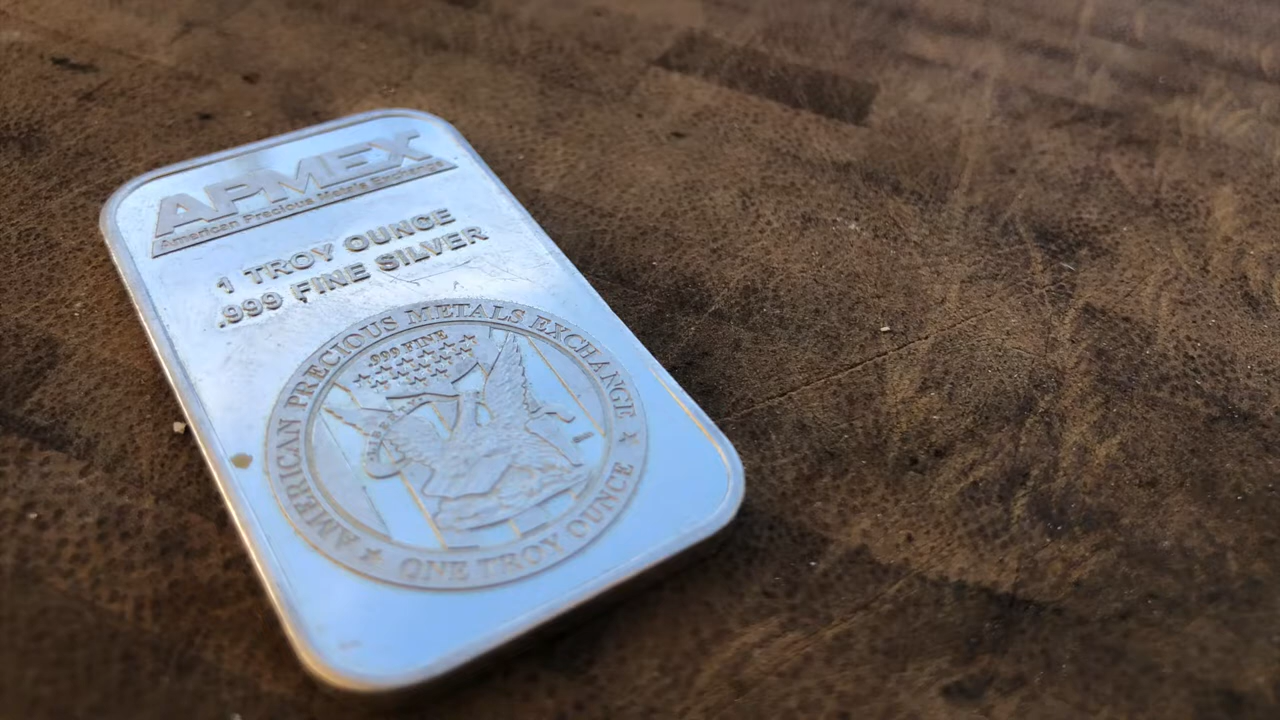 APMEX
American Precious Metals Exchange
1 TROY OUNCE
.999 FINE SILVER
AMERICAN PRECIOUS METALS EXCHANGE
.999 FINE
LIBERTY
ONE TROY OUNCE